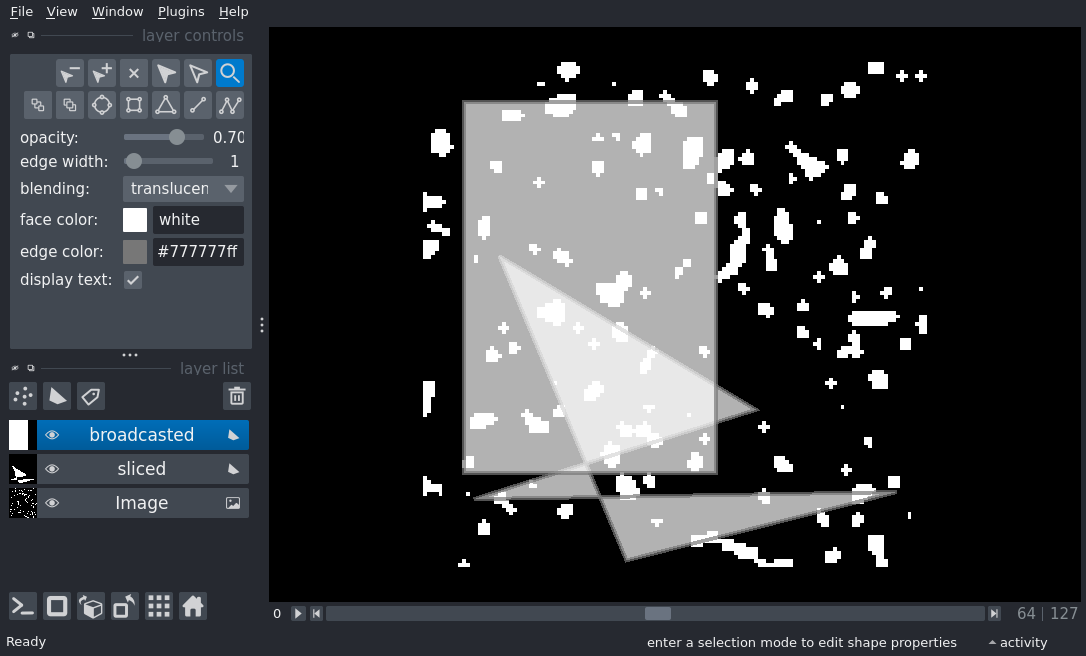 File View Window Plugins Help
layer controls
opacity: 0.70
edge width: 1
blending: translucen
face color: white
edge color: #777777ff
display text:
layer list
broadcasted
sliced
Image
0 64 | 127
Ready enter a selection mode to edit shape properties activity